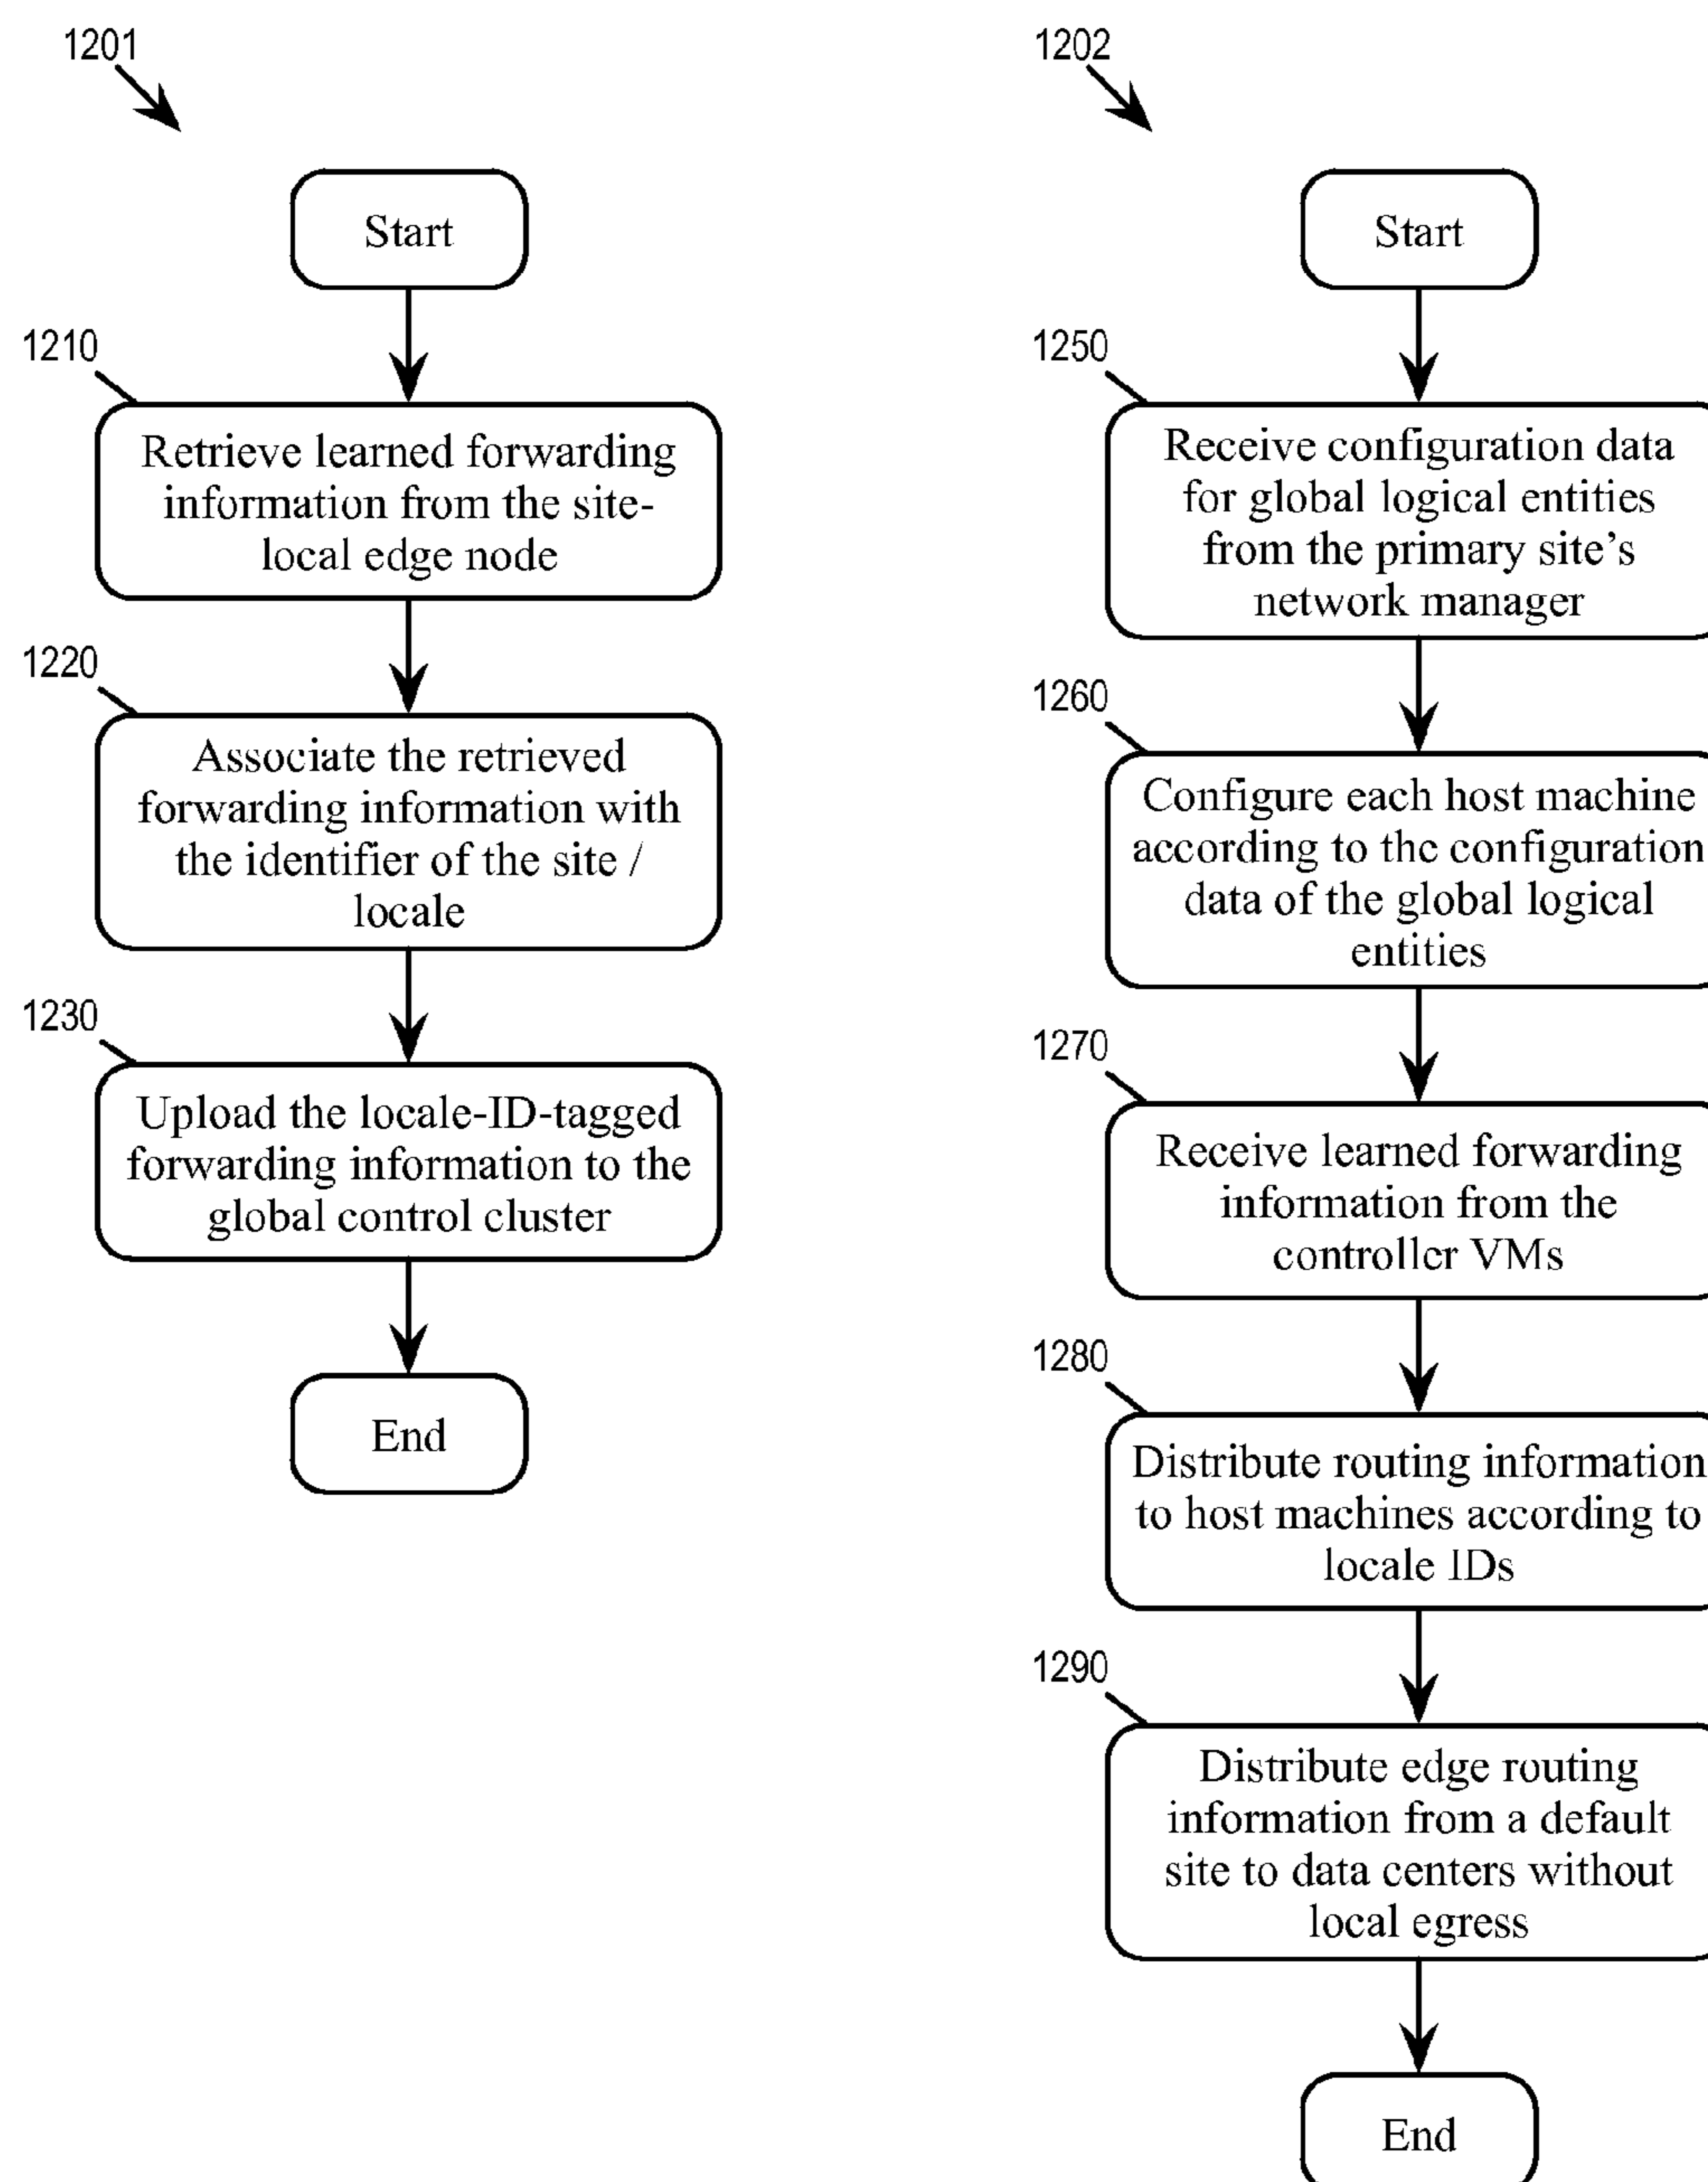 1201
Start
1210
Retrieve learned forwarding
information from the site-
local edge node
1220
Associate the retrieved
forwarding information with
the identifier of the site /
locale
1230
Upload the locale-ID-tagged
forwarding information to the
global control cluster
End
1202
Start
1250
Receive configuration data
for global logical entities
from the primary site's
network manager
1260
Configure each host machine
according to the configuration
data of the global logical
entities
1270
Receive learned forwarding
information from the
controller VMs
1280
Distribute routing information
to host machines according to
locale IDs
1290
Distribute edge routing
information from a default
site to data centers without
local egress
End